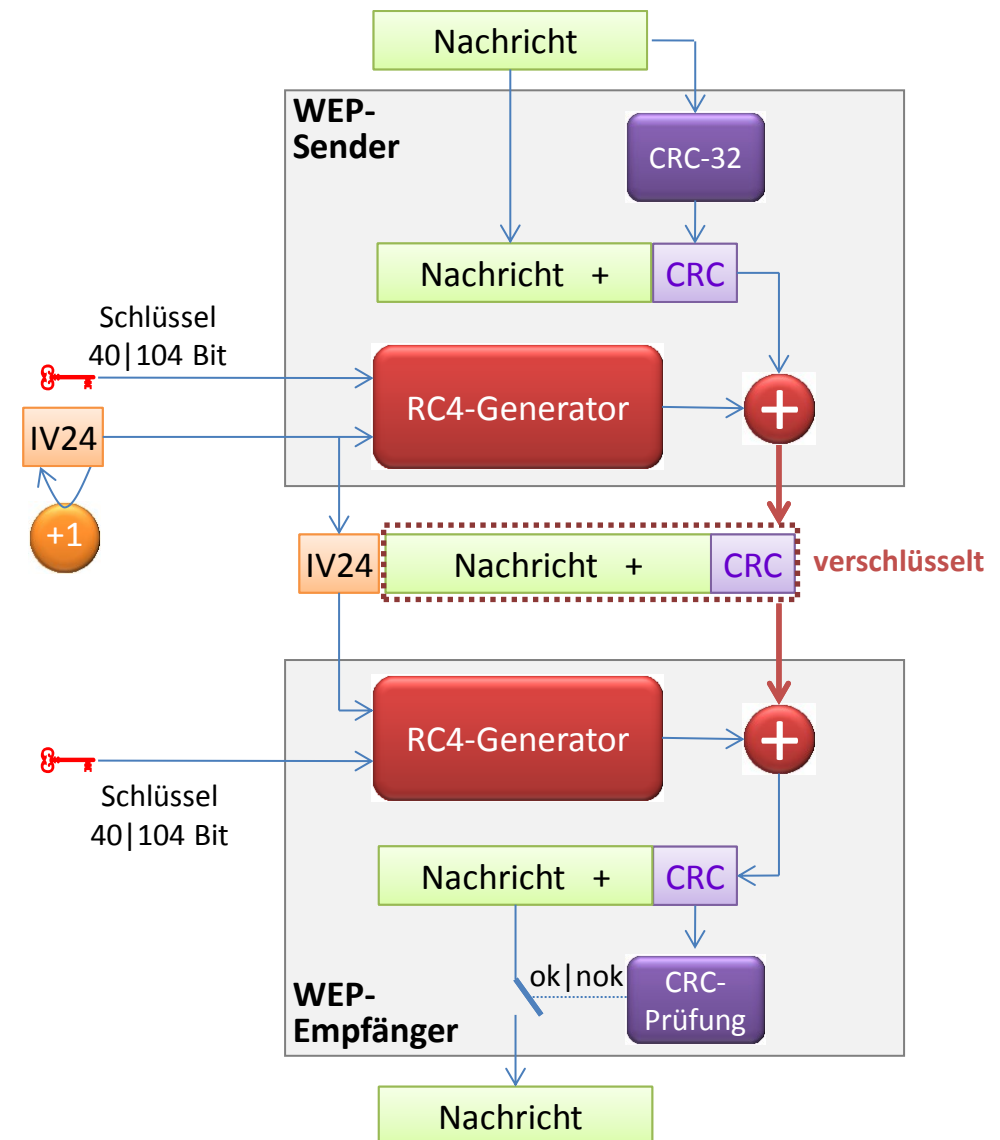 Nachricht
WEP-
Sender
CRC-32
Nachricht + CRC
Schlüssel
40|104 Bit
RC4-Generator
+
IV24
+1
IV24 Nachricht + CRC verschlüsselt
RC4-Generator
+
Schlüssel
40|104 Bit
Nachricht + CRC
ok|nok
CRC-
Prüfung
WEP-
Empfänger
Nachricht